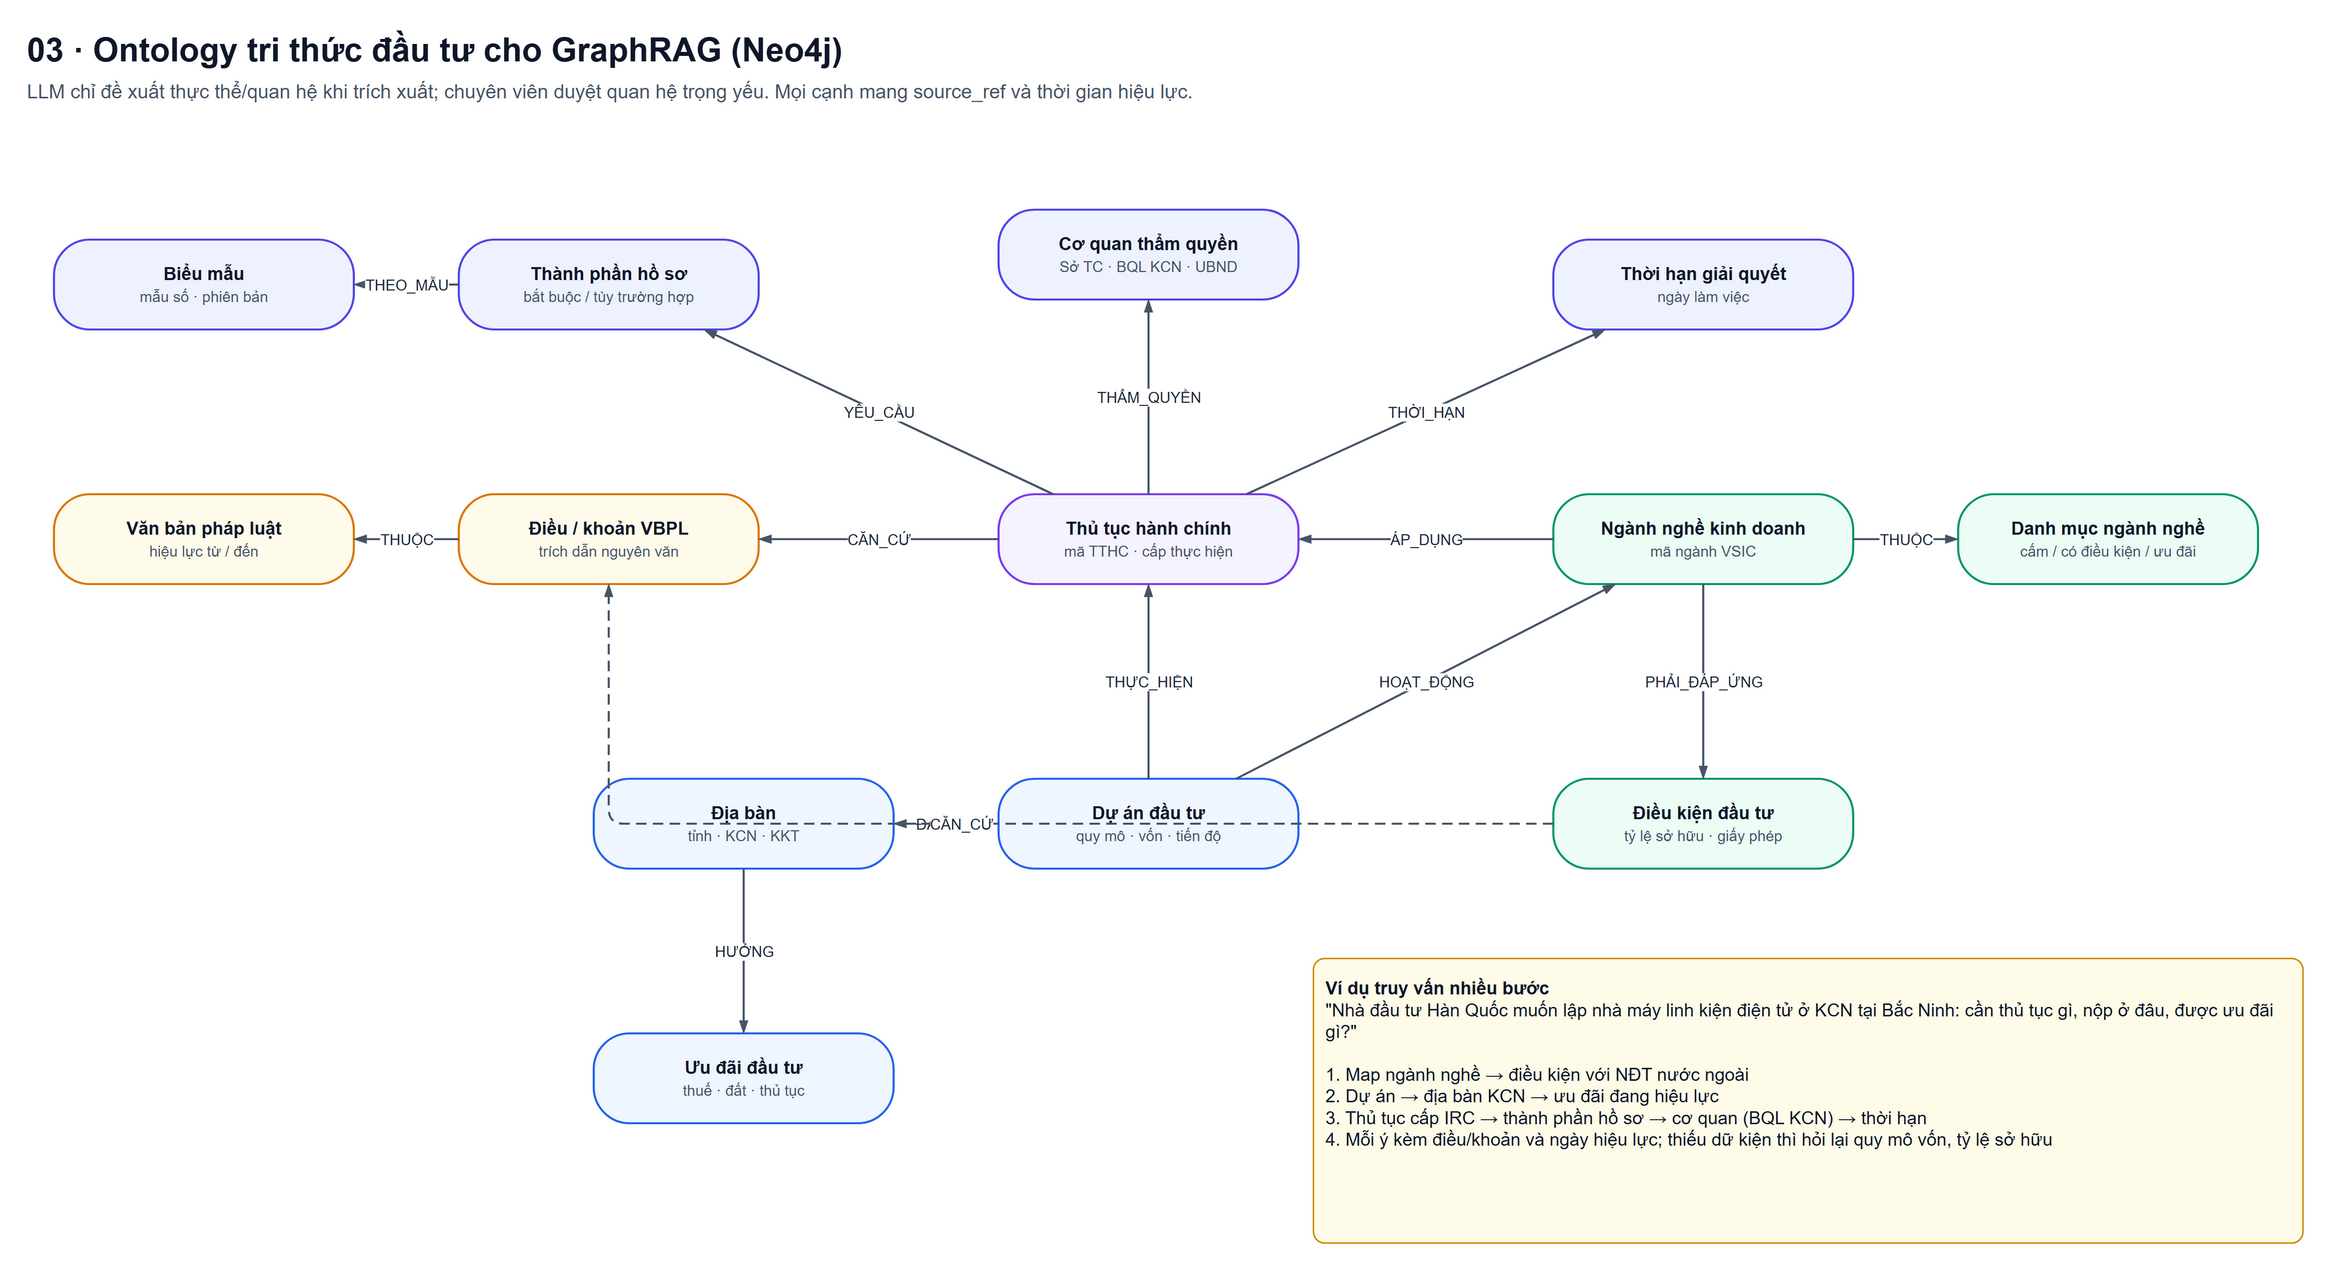 03 · Ontology tri thức đầu tư cho GraphRAG (Neo4j)
LLM chỉ đề xuất thực thể/quan hệ khi trích xuất; chuyên viên duyệt quan hệ trọng yếu. Mọi cạnh mang source_ref và thời gian hiệu lực.
Cơ quan thẩm quyền
Sở TC · BQL KCN · UBND
Biểu mẫu
mẫu số · phiên bản
THEO_MẪU
Thành phần hồ sơ
bắt buộc / tùy trường hợp
Thời hạn giải quyết
ngày làm việc
THẨM_QUYỀN
YÊU_CẦU
THỜI_HẠN
Văn bản pháp luật
hiệu lực từ / đến
THUỘC
Điều / khoản VBPL
trích dẫn nguyên văn
CĂN_CỨ
Thủ tục hành chính
mã TTHC · cấp thực hiện
ÁP_DỤNG
Ngành nghề kinh doanh
mã ngành VSIC
THUỘC
Danh mục ngành nghề
cấm / có điều kiện / ưu đãi
THỰC_HIỆN
HOẠT_ĐỘNG
PHẢI_ĐÁP_ỨNG
Địa bàn
tỉnh · KCN · KKT
CĂN_CỨ
Dự án đầu tư
quy mô · vốn · tiến độ
Điều kiện đầu tư
tỷ lệ sở hữu · giấy phép
HƯỞNG
Ưu đãi đầu tư
thuế · đất · thủ tục
Ví dụ truy vấn nhiều bước
"Nhà đầu tư Hàn Quốc muốn lập nhà máy linh kiện điện tử ở KCN tại Bắc Ninh: cần thủ tục gì, nộp ở đâu, được ưu đãi
gì?"
1. Map ngành nghề → điều kiện với NĐT nước ngoài
2. Dự án → địa bàn KCN → ưu đãi đang hiệu lực
3. Thủ tục cấp IRC → thành phần hồ sơ → cơ quan (BQL KCN) → thời hạn
4. Mỗi ý kèm điều/khoản và ngày hiệu lực; thiếu dữ kiện thì hỏi lại quy mô vốn, tỷ lệ sở hữu